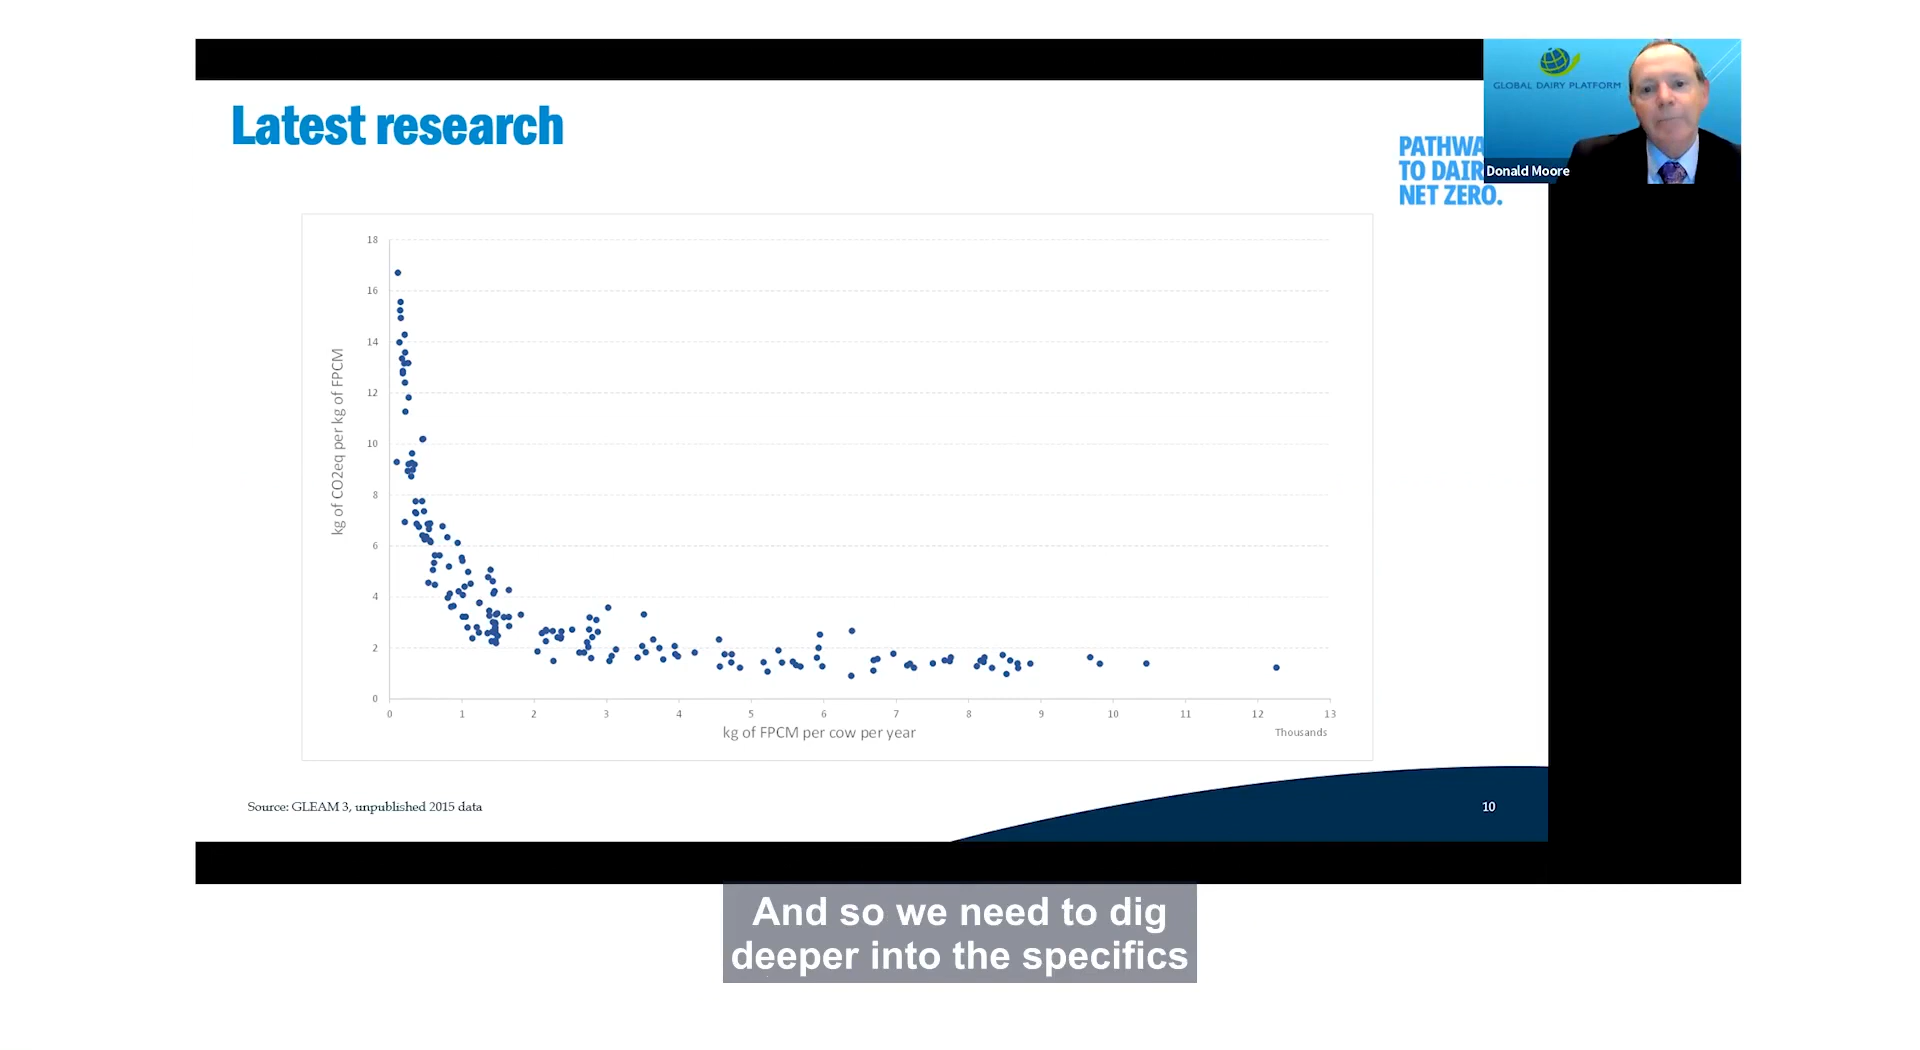 Latest research
GLOBAL DAIRY PLATFORM
Donald Moore
PATHWA
TO DAIR
NET ZERO.
kg of CO2eq per kg of FPCM
18
16
14
12
10
8
6
4
2
0
0 1 2 3 4 5 6 7 8 9 10 11 12 13
kg of FPCM per cow per year
Thousands
Source: GLEAM 3, unpublished 2015 data
10
And so we need to dig
deeper into the specifics